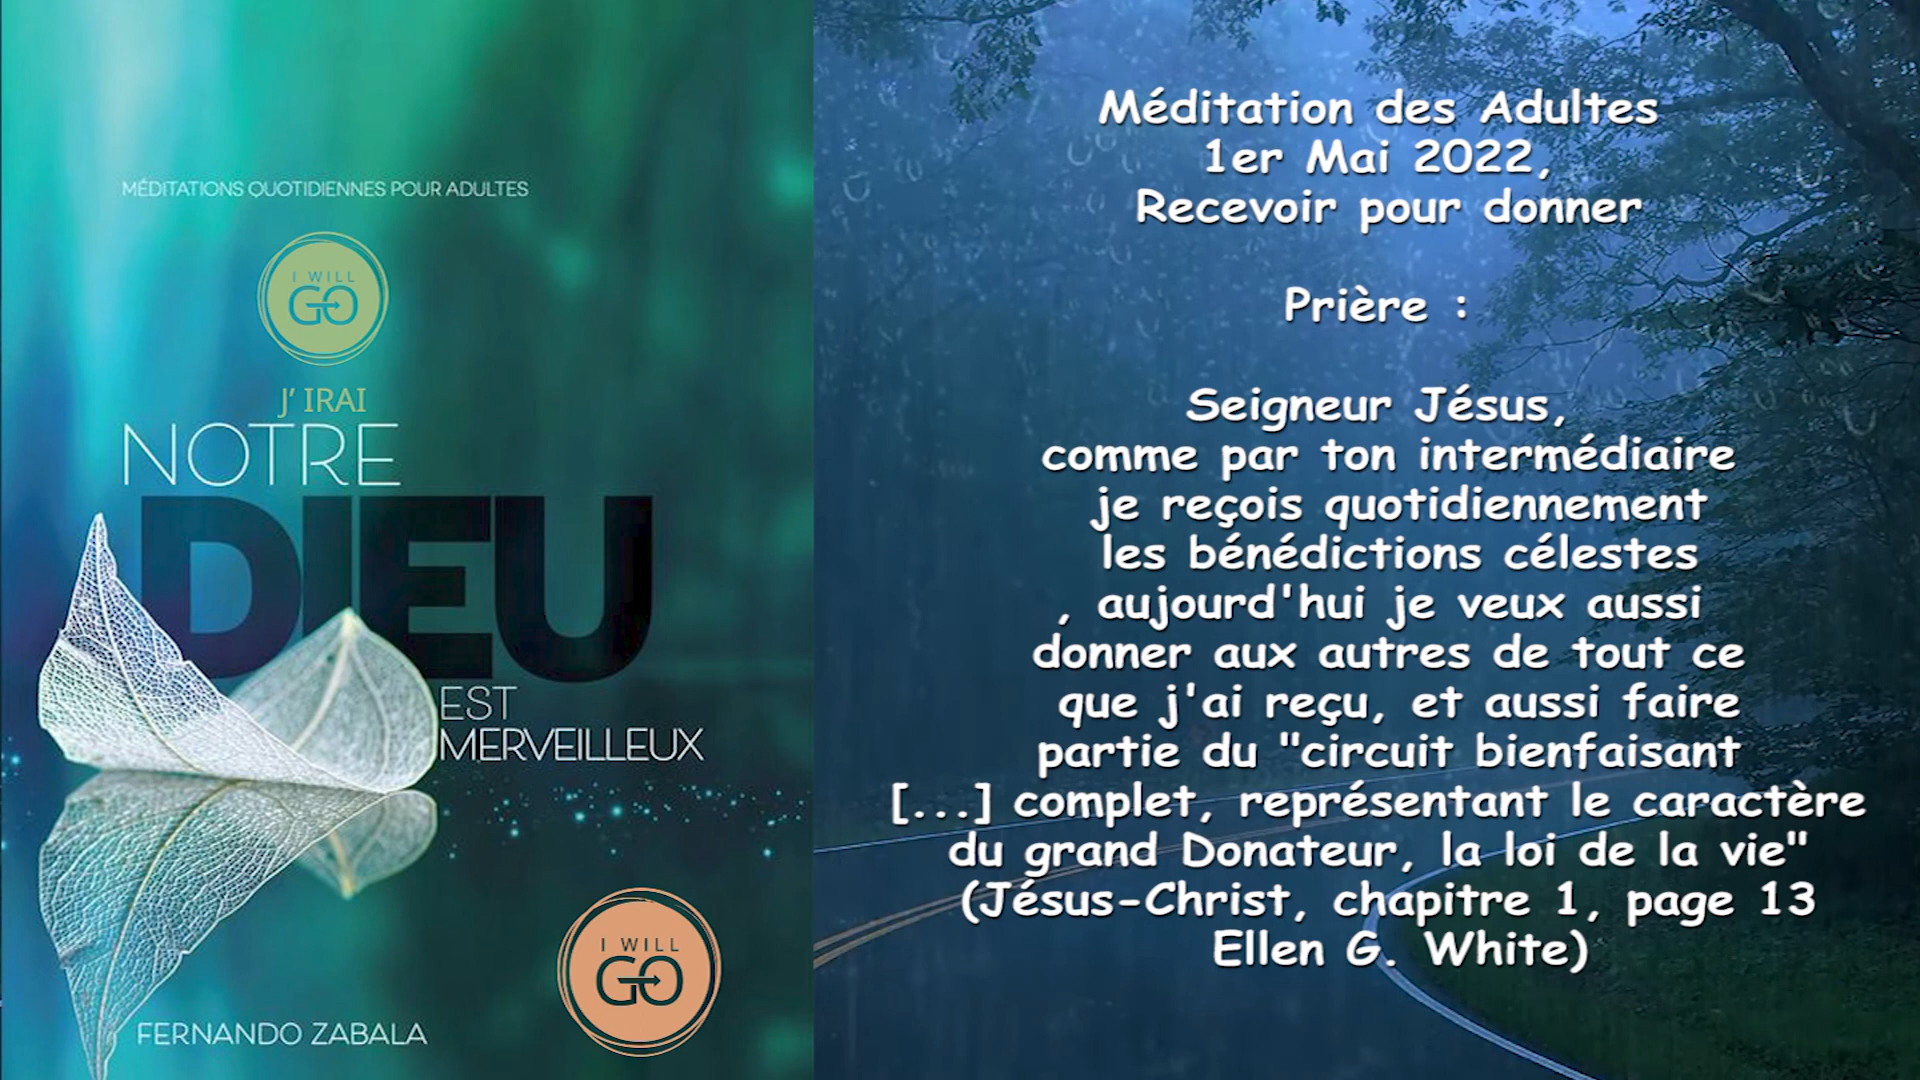 MÉDITATIONS QUOTIDIENNES POUR ADULTES
I WILL
GO
J' IRAI
NOTRE
DIEU
EST
MERVEILLEUX
I WILL
GO
FERNANDO ZABALA
Méditation des Adultes
1er Mai 2022,
Recevoir pour donner
Prière :
Seigneur Jésus,
comme par ton intermédiaire
je reçois quotidiennement
les bénédictions célestes
, aujourd'hui je veux aussi
donner aux autres de tout ce
que j'ai reçu, et aussi faire
partie du "circuit bienfaisant
[...] complet, représentant le caractère
du grand Donateur, la loi de la vie"
(Jésus-Christ, chapitre 1, page 13
Ellen G. White)